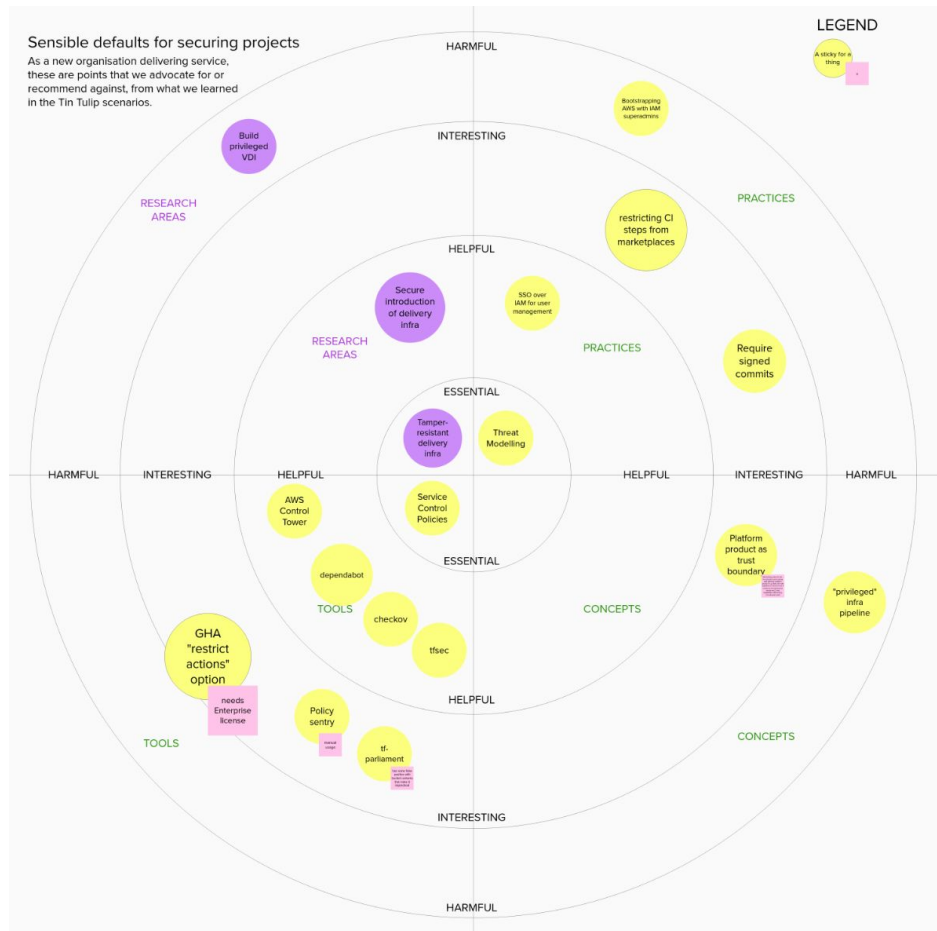 Sensible defaults for securing projects
As a new organisation delivering service,
these are points that we advocate for or
recommend against, from what we learned
in the Tin Tulip scenarios.
LEGEND
A sticky for a
thing
HARMFUL
Bootstrapping
AWS with IAM
superadmins
INTERESTING
Build
privileged
VDI
RESEARCH
AREAS
PRACTICES
restricting CI
steps from
marketplaces
HELPFUL
Secure
introduction
of delivery
infra
SSO over
IAM for user
management
RESEARCH
AREAS
PRACTICES
Require
signed
commits
ESSENTIAL
Tamper-
resistant
delivery
infra
Threat
Modelling
HARMFUL
INTERESTING
HELPFUL
HELPFUL
INTERESTING
HARMFUL
AWS
Control
Tower
Service
Control
Policies
ESSENTIAL
Platform
product as
trust
boundary
"privileged"
infra
pipeline
dependabot
TOOLS
checkov
CONCEPTS
tfsec
GHA
"restrict
actions"
option
needs
Enterprise
license
HELPFUL
Policy
sentry
manual
usage
tf-
parliament
TOOLS
CONCEPTS
INTERESTING
HARMFUL